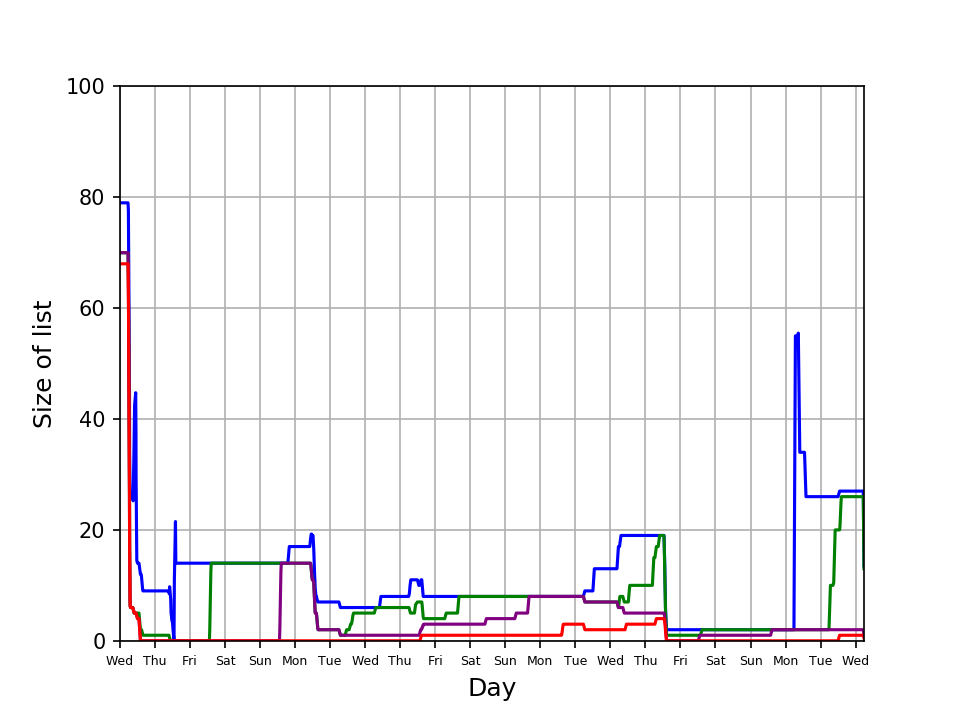 100
80
60
40
20
0
Size of list
Wed Thu Fri Sat Sun Mon Tue Wed Thu Fri Sat Sun Mon Tue Wed Thu Fri Sat Sun Mon Tue Wed
Day